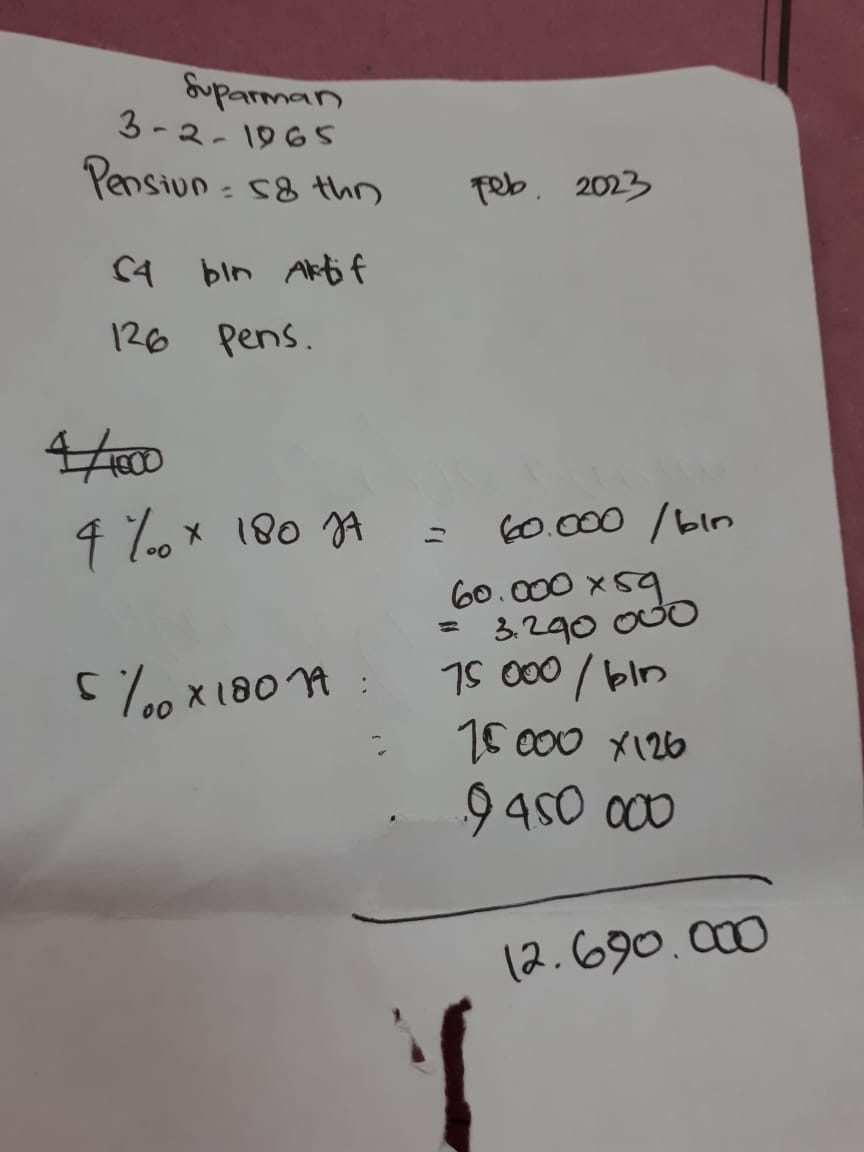 Suparman
3-2-1965
Pensiun = 58 thn Feb. 2023
54 bln Aktif
126 Pens.
4/1000
4 ‰ x 180 Jt = 60.000 /bln
60.000 x 54
= 3.240 000
5 ‰ x 180 Jt : 75 000 / bln
= 75 000 x 126
9 450 000
12.690.000